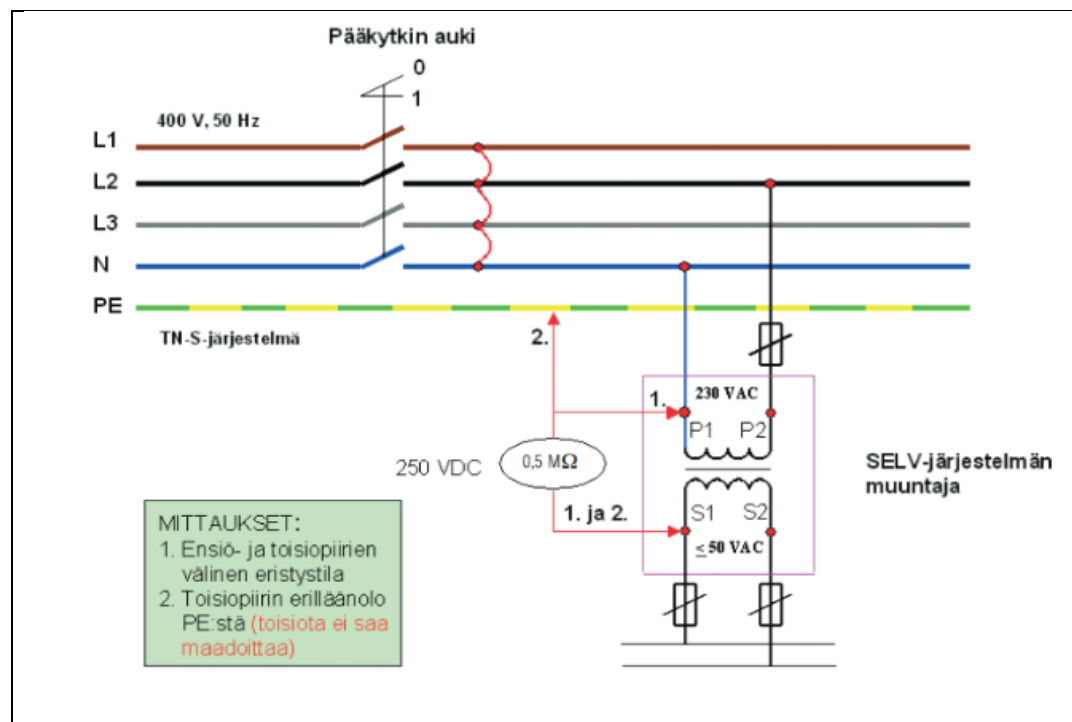 Pääkytkin auki
0
1
400 V, 50 Hz
L1
L2
L3
N
PE
TN-S-järjestelmä
2.
1.
230 VAC
P1 P2
250 VDC
0,5 MΩ
SELV-järjestelmän
muuntaja
1. ja 2.
S1 S2
≤ 50 VAC
MITTAUKSET:
1. Ensiö- ja toisiopiirien
välinen eristystila
2. Toisiopiirin erilläänolo
PE:stä (toisiota ei saa
maadoittaa)